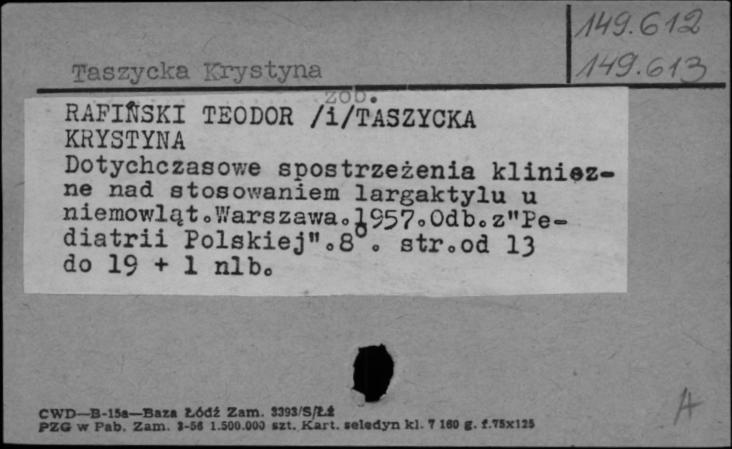 149.612
Taszycka Krystyna
149.613
zob.
RAFIŃSKI TEODOR /i/TASZYCKA
KRYSTYNA
Dotychczasowe spostrzeżenia klinicz-
ne nad stosowaniem largaktylu u
niemowląt.Warszawa.1957.Odb.z"Pe-
diatrii Polskiej".8°. str.od 13
do 19 + 1 nlb.
A
CWD—B-15a—Baza Łódź Zam. 3393/S/Łź
PZG w Pab. Zam. 3-56 1.500.000 szt. Kart. seledyn kl. 7 160 g. f.75x125